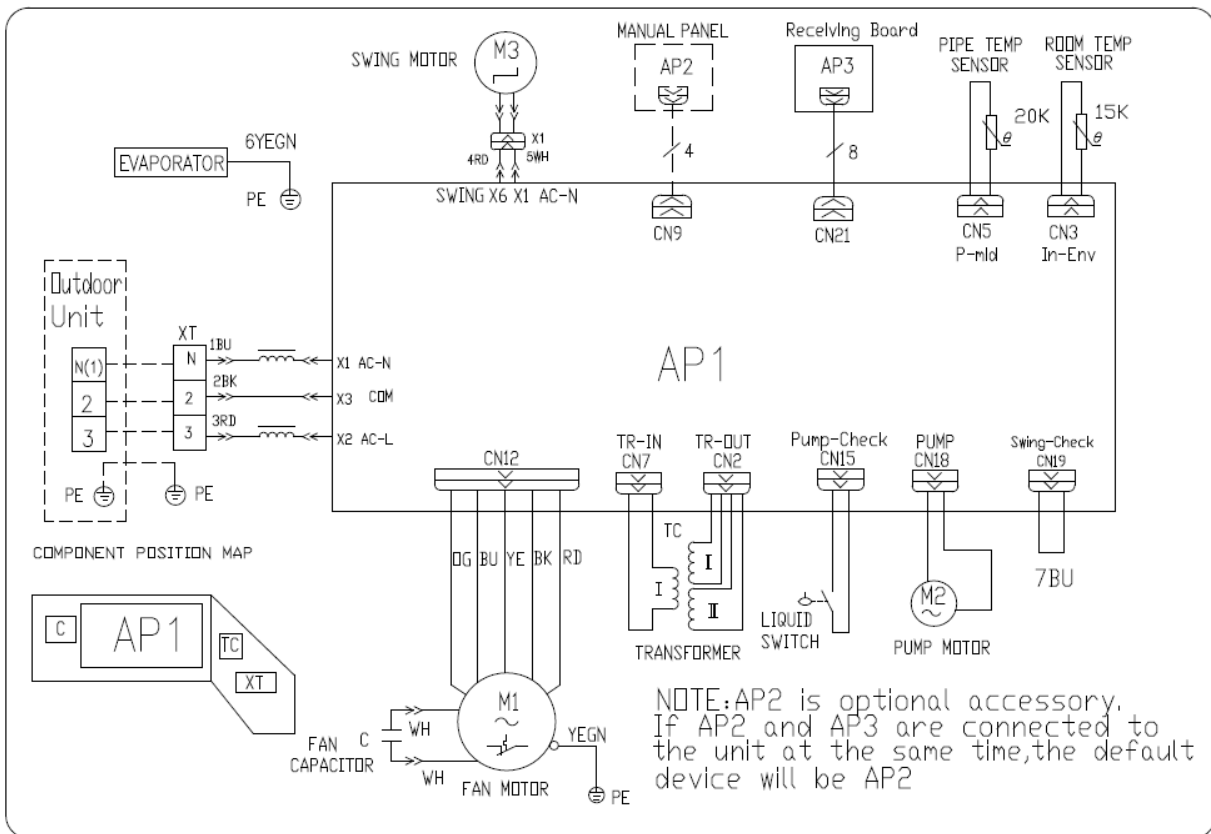 SWING MOTOR
M3
MANUAL PANEL
AP2
Receiving Board
AP3
PIPE TEMP
SENSOR
ROOM TEMP
SENSOR
20K
θ
15K
θ
X1
4RD
5WH
4
8
EVAPORATOR
6YEGN
PE
SWING X6 X1 AC-N
CN9
CN21
CN5
P-mid
CN3
In-Env
Outdoor
Unit
N(1)
2
3
XT
N
2
3
1BU
2BK
3RD
X1 AC-N
X3 COM
X2 AC-L
PE
PE
AP1
CN12
TR-IN
CN7
TR-OUT
CN2
Pump-Check
CN15
PUMP
CN18
Swing-Check
CN19
OG BU YE BK RD
TC
I
I
II
TRANSFORMER
LIQUID
SWITCH
M2
PUMP MOTOR
7BU
COMPONENT POSITION MAP
C
AP1
TC
XT
M1
FAN
CAPACITOR
C
WH
WH
FAN MOTOR
YEGN
PE
NOTE:AP2 is optional accessory.
If AP2 and AP3 are connected to
the unit at the same time,the default
device will be AP2